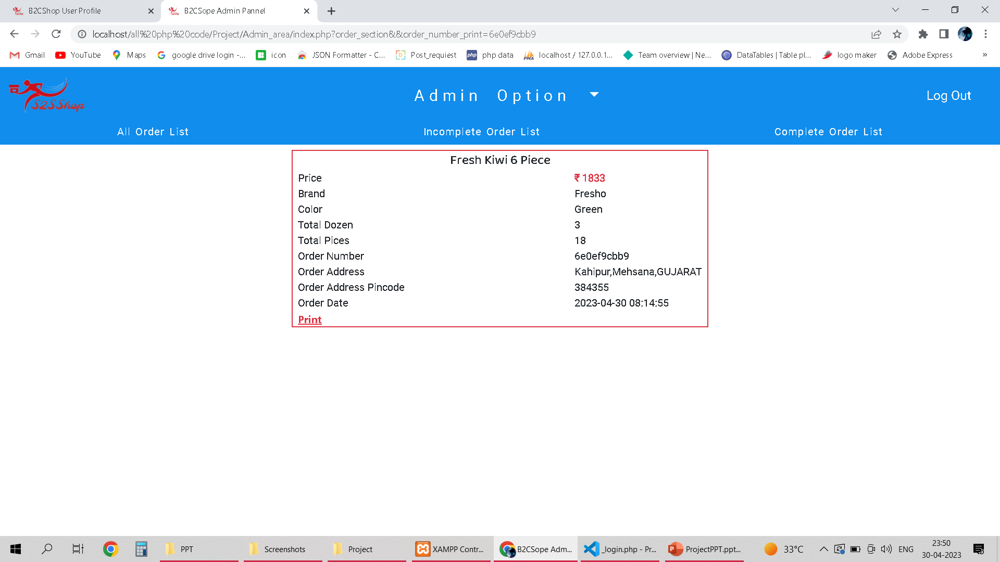 B2CShop User Profile
B2CSope Admin Pannel
localhost/all%20php%20code/Project/Admin_area/index.php?order_section&&order_number_print=6e0ef9cbb9
Gmail YouTube Maps google drive login -... icon JSON Formatter - C... Post_requiest php data localhost / 127.0.0.1... Team overview | Ne... DataTables | Table pl... logo maker Adobe Express »
S2SShop
Admin Option
Log Out
All Order List Incomplete Order List Complete Order List
Fresh Kiwi 6 Piece
Price ₹ 1833
Brand Fresho
Color Green
Total Dozen 3
Total Pices 18
Order Number 6e0ef9cbb9
Order Address Kahipur,Mehsana,GUJARAT
Order Address Pincode 384355
Order Date 2023-04-30 08:14:55
Print
PPT Screenshots Project XAMPP Contr... B2CSope Adm... _login.php - Pr... ProjectPPT.ppt... 33°C ENG
23:50
30-04-2023